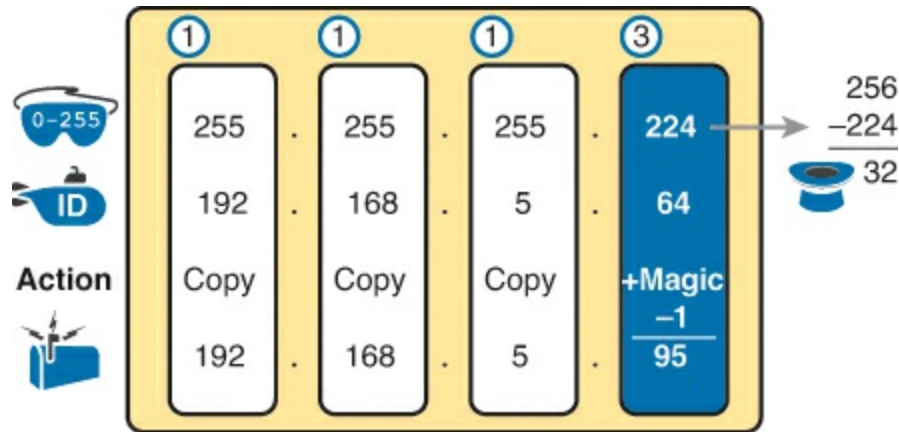 1 1 1 3
0-255 255 . 255 . 255 . 224 256
–224
32
ID 192 . 168 . 5 . 64
Action Copy Copy Copy +Magic
–1
192 . 168 . 5 . 95